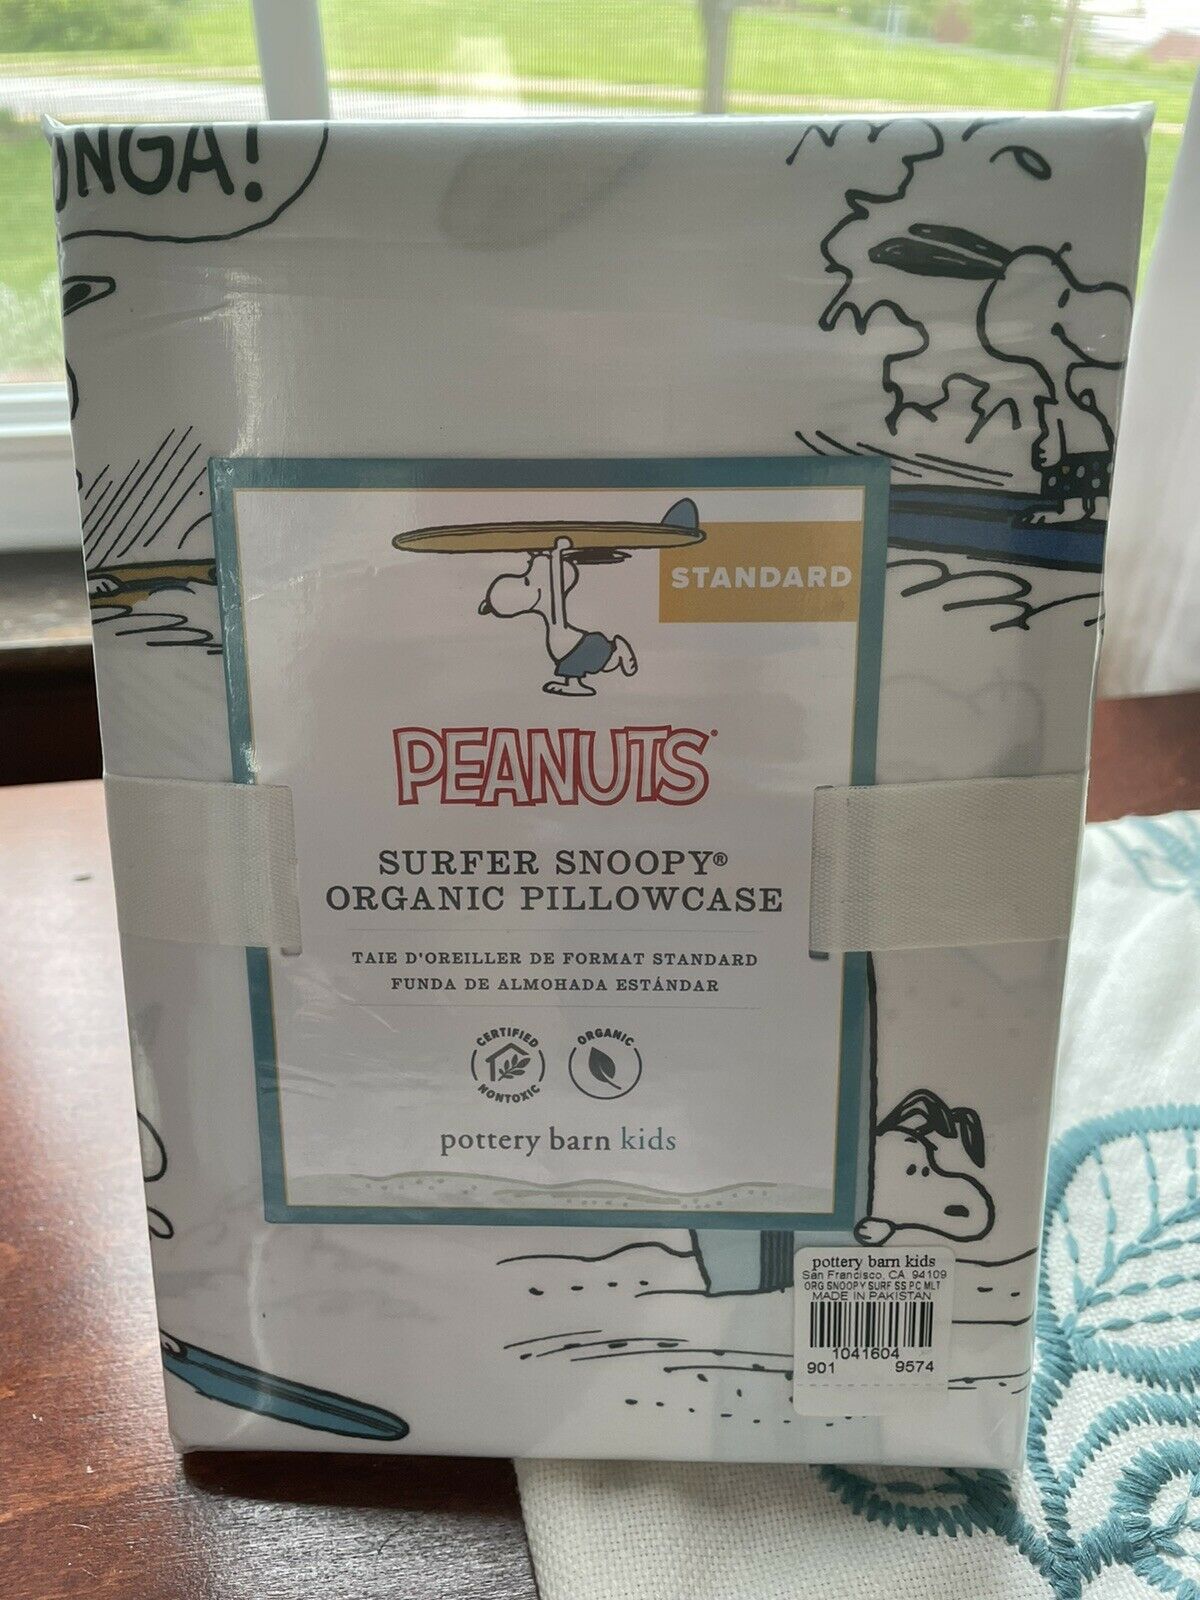 ONGA!
STANDARD
PEANUTS
SURFER SNOOPY®
ORGANIC PILLOWCASE
TAIE D'OREILLER DE FORMAT STANDARD
FUNDA DE ALMOHADA ESTÁNDAR
CERTIFIED NONTOXIC
ORGANIC
pottery barn kids
pottery barn kids
San Francisco, CA 94109
ORG SNOOPY SURF SS PC MLT
MADE IN PAKISTAN
1041604
901 9574